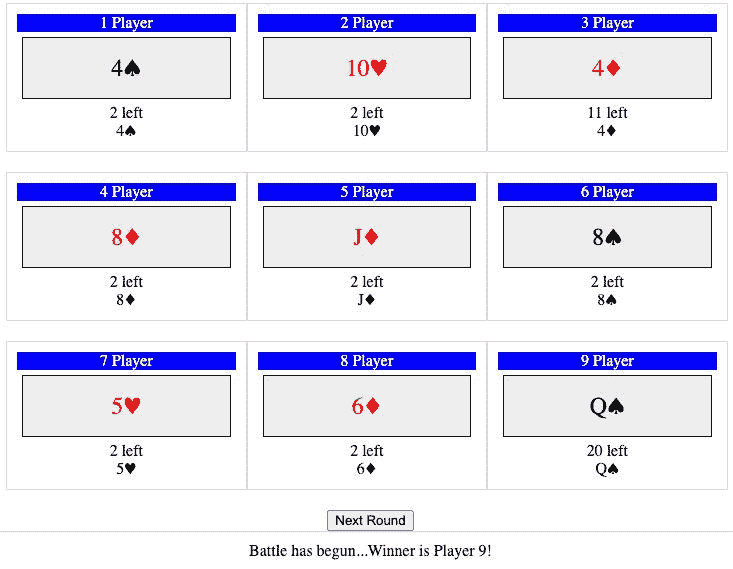 1 Player
4♠
2 left
4♠
2 Player
10♥
2 left
10♥
3 Player
4♦
11 left
4♦
4 Player
8♦
2 left
8♦
5 Player
J♦
2 left
J♦
6 Player
8♠
2 left
8♠
7 Player
5♥
2 left
5♥
8 Player
6♦
2 left
6♦
9 Player
Q♠
20 left
Q♠
Next Round
Battle has begun...Winner is Player 9!